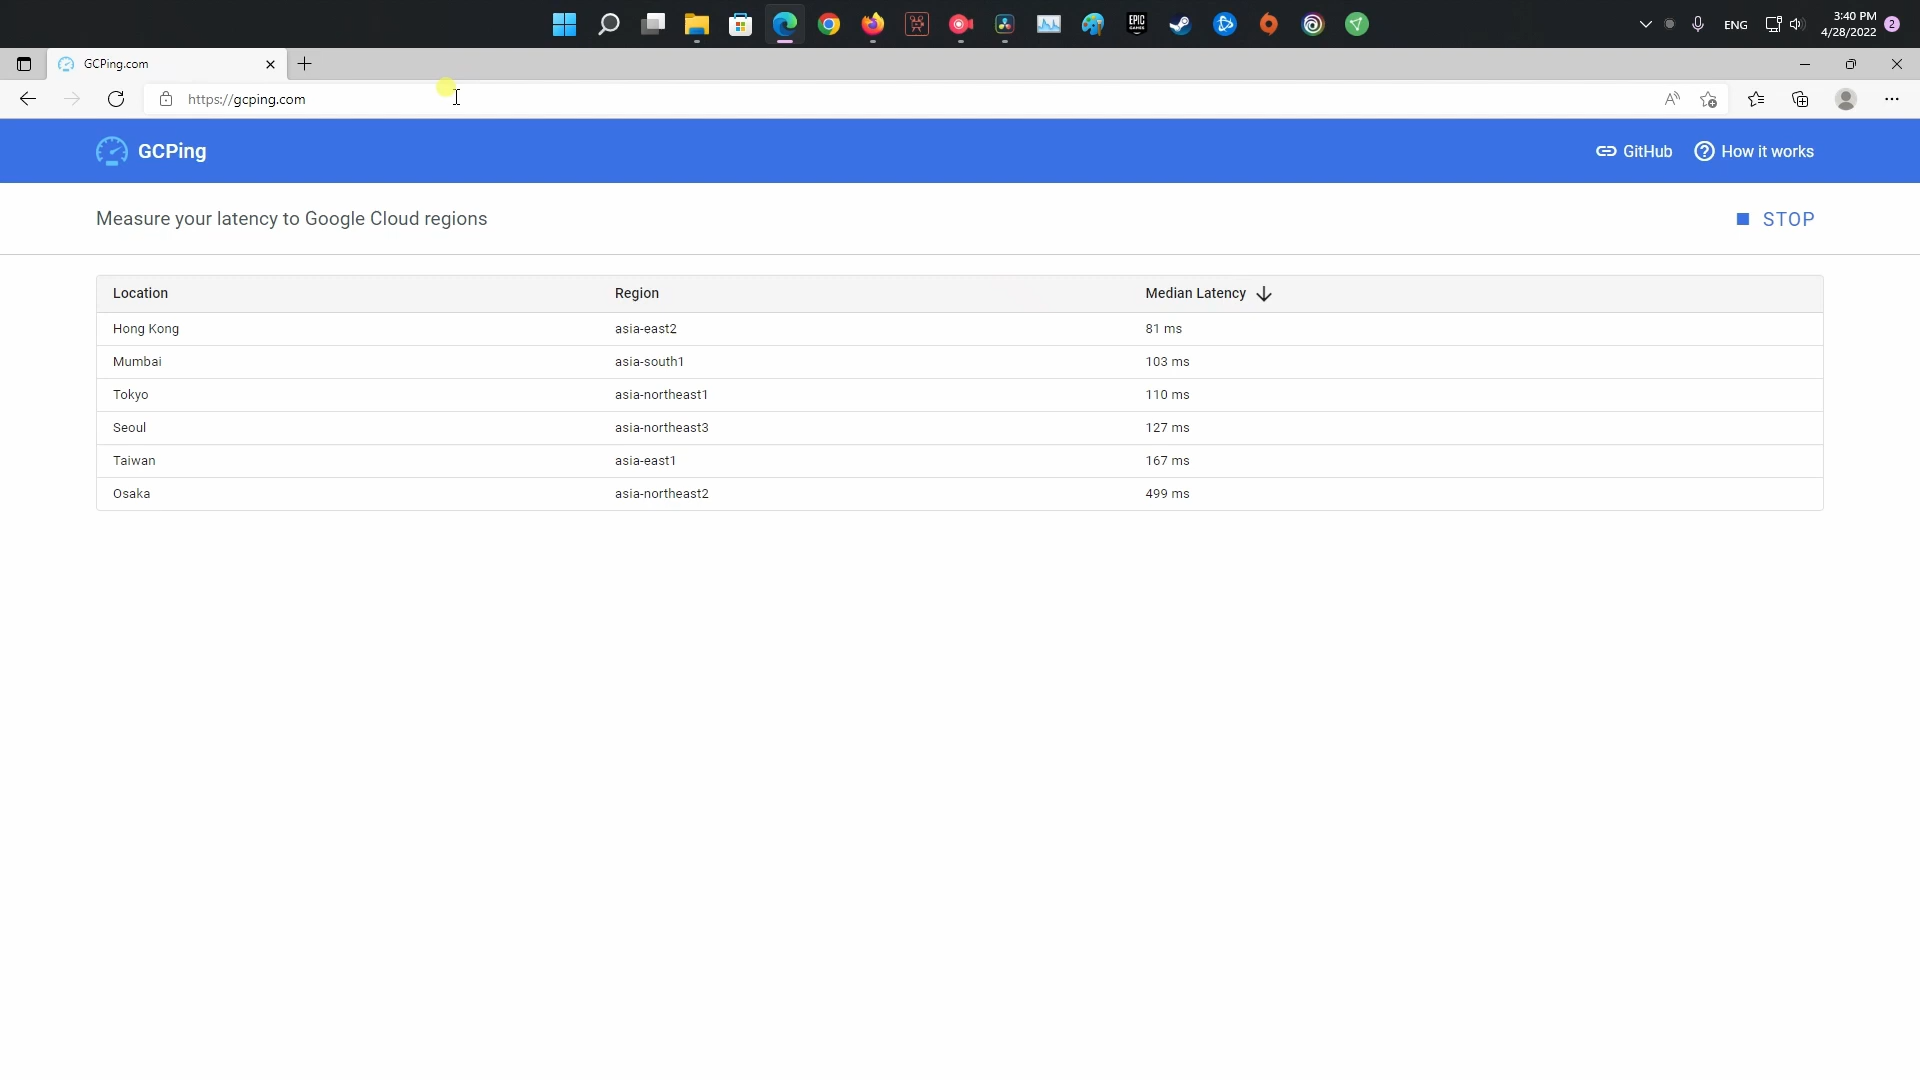 EPIC GAMES
ENG
3:40 PM
4/28/2022
2
GCPing.com
https://gcping.com
GCPing
GitHub
How it works
Measure your latency to Google Cloud regions
STOP
Location Region Median Latency
Hong Kong asia-east2 81 ms
Mumbai asia-south1 103 ms
Tokyo asia-northeast1 110 ms
Seoul asia-northeast3 127 ms
Taiwan asia-east1 167 ms
Osaka asia-northeast2 499 ms